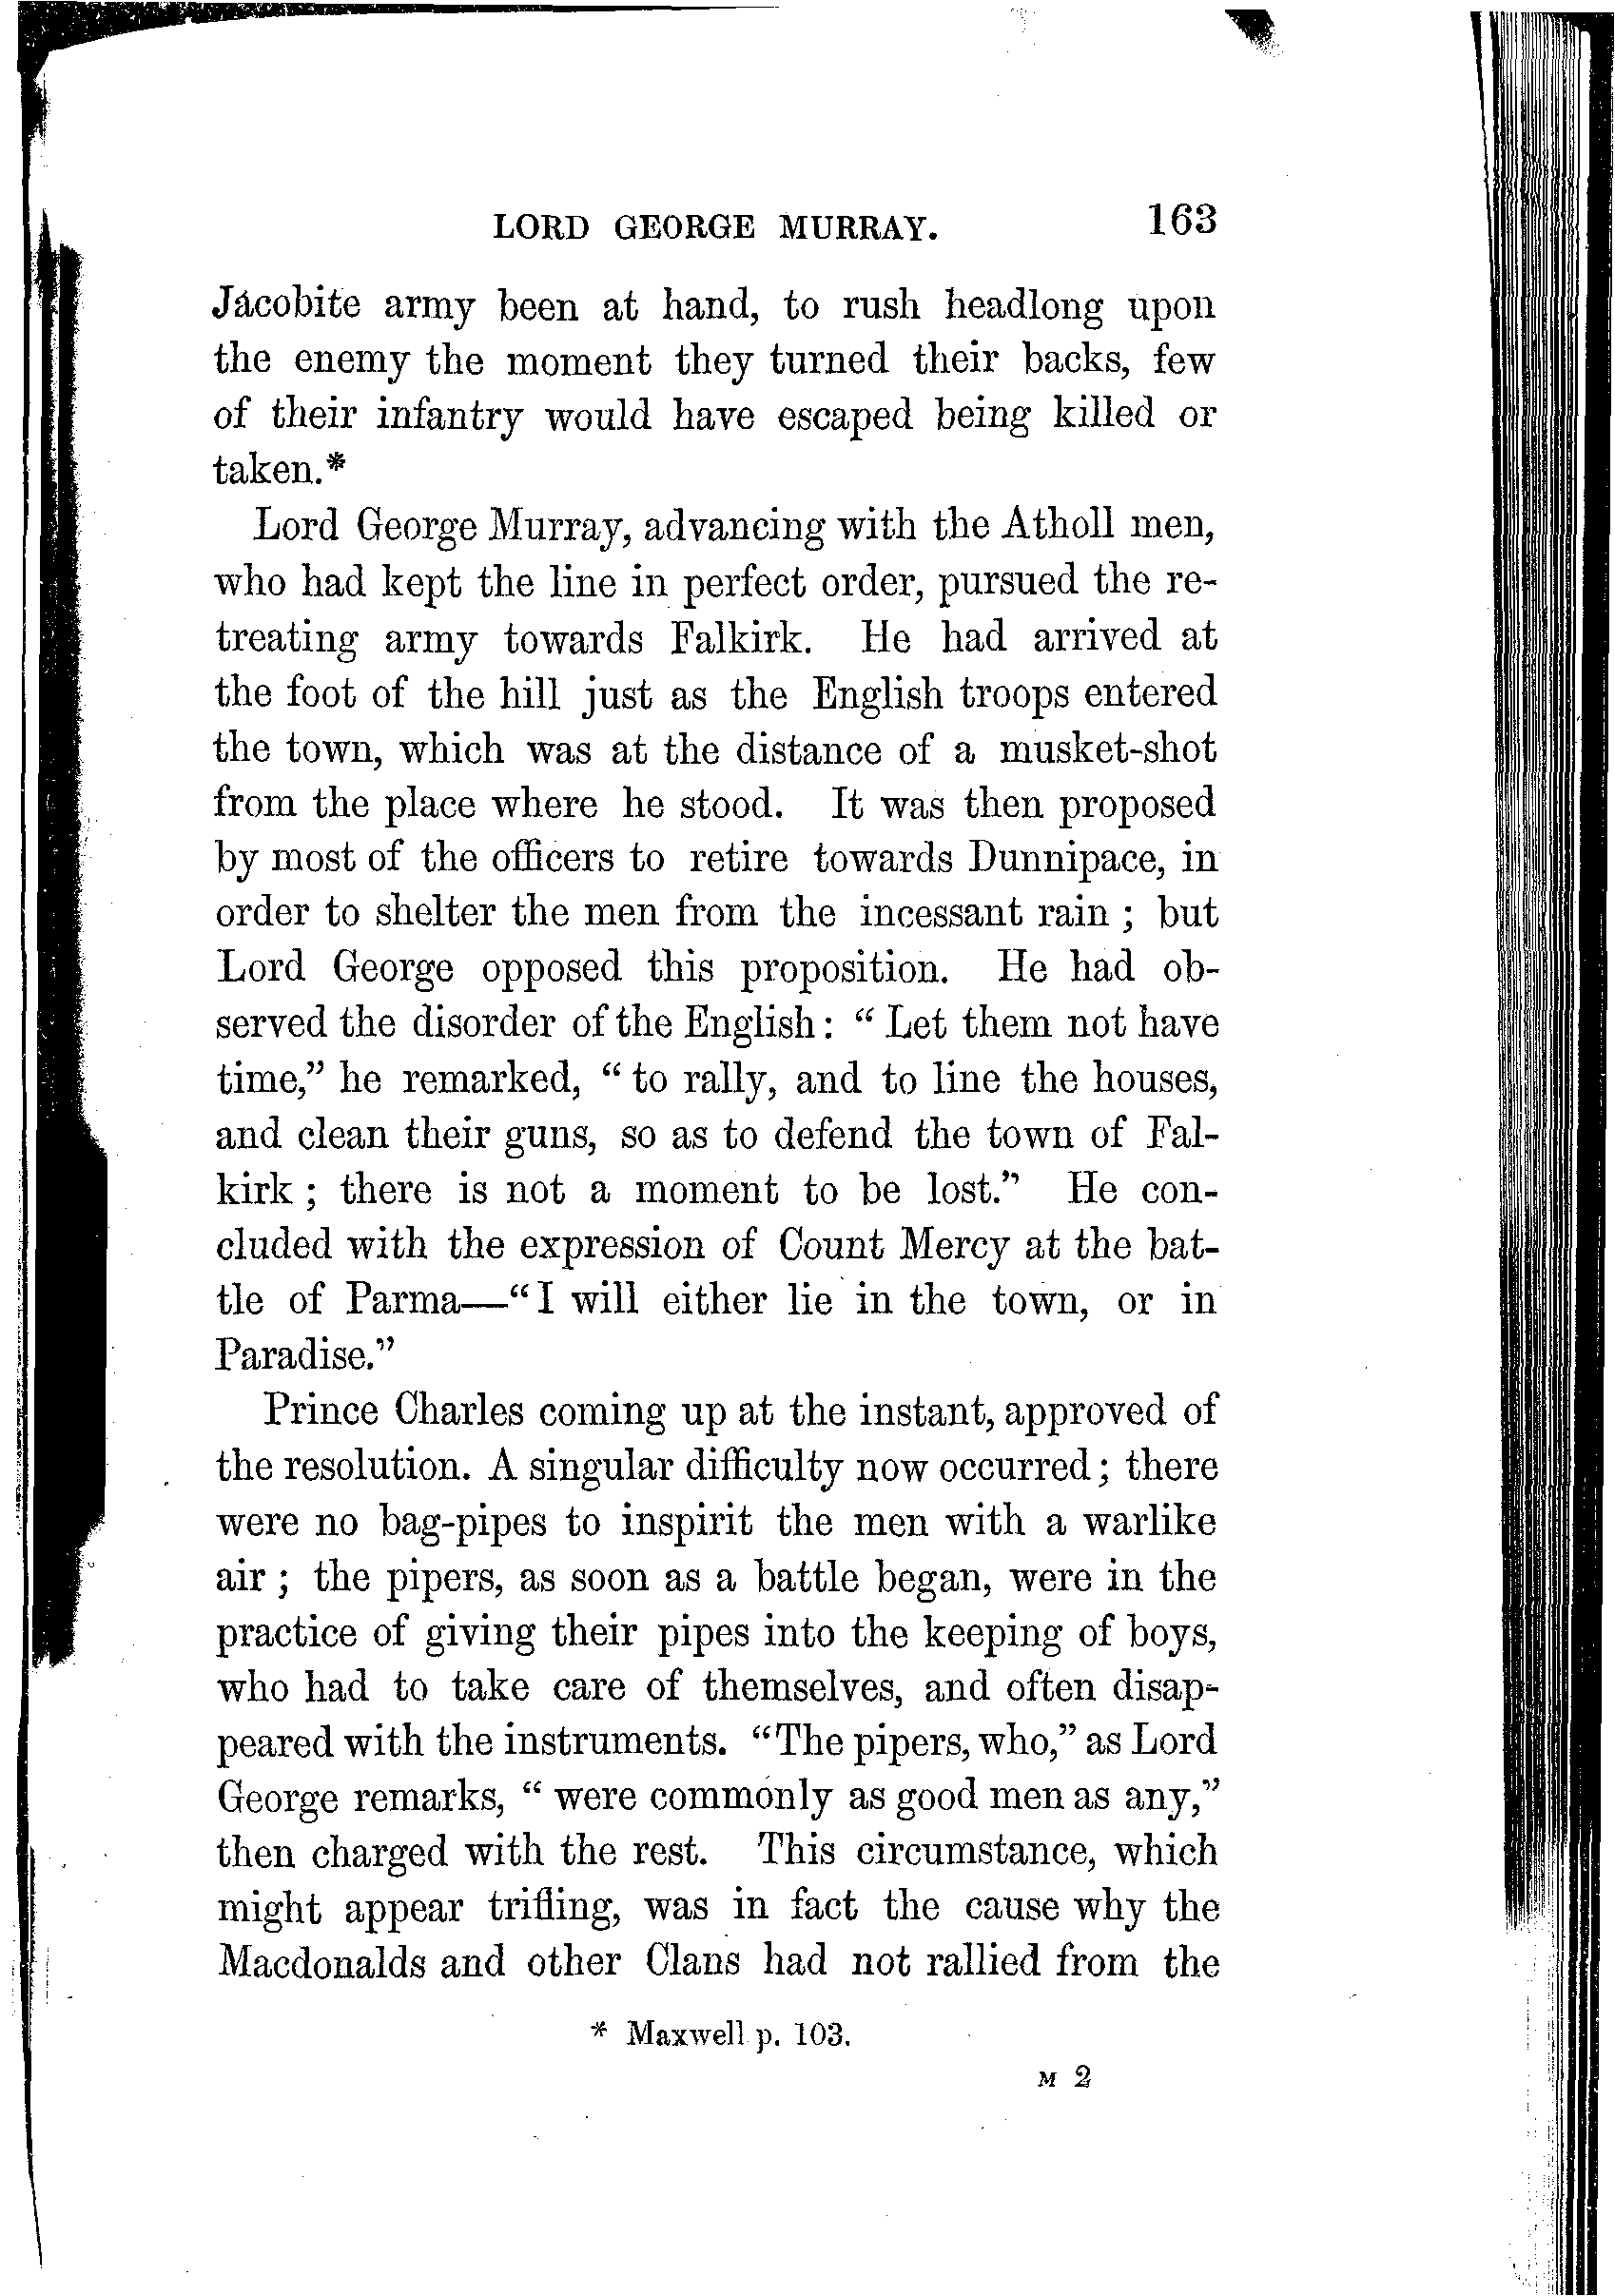 LORD GEORGE MURRAY. 163
Jacobite army been at hand, to rush headlong upon
the enemy the moment they turned their backs, few
of their infantry would have escaped being killed or
taken.*
Lord George Murray, advancing with the Atholl men,
who had kept the line in perfect order, pursued the re-
treating army towards Falkirk. He had arrived at
the foot of the hill just as the English troops entered
the town, which was at the distance of a musket-shot
from the place where he stood. It was then proposed
by most of the officers to retire towards Dunnipace, in
order to shelter the men from the incessant rain ; but
Lord George opposed this proposition. He had ob-
served the disorder of the English: “ Let them not have
time,” he remarked, “ to rally, and to line the houses,
and clean their guns, so as to defend the town of Fal-
kirk ; there is not a moment to be lost.” He con-
cluded with the expression of Count Mercy at the bat-
tle of Parma—“ I will either lie in the town, or in
Paradise.”
Prince Charles coming up at the instant, approved of
the resolution. A singular difficulty now occurred; there
were no bag-pipes to inspirit the men with a warlike
air ; the pipers, as soon as a battle began, were in the
practice of giving their pipes into the keeping of boys,
who had to take care of themselves, and often disap-
peared with the instruments. “The pipers, who,” as Lord
George remarks, “ were commonly as good men as any,”
then charged with the rest. This circumstance, which
might appear trifling, was in fact the cause why the
Macdonalds and other Clans had not rallied from the
* Maxwell p. 103.
M 2